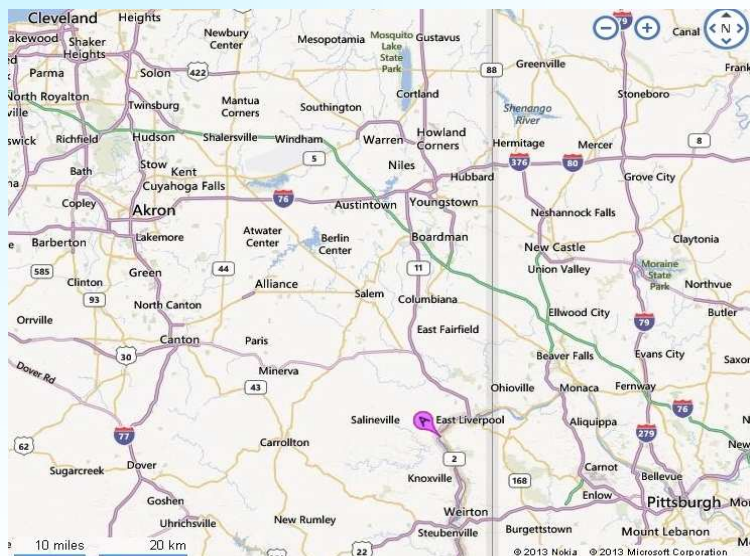 Cleveland
Heights
Newbury
Center
Mesopotamia
Mosquito
Lake
State
Park
Gustavus
79
Canal
N
akewood
Shaker
Heights
Parma
Solon
422
88
Greenville
Frank
North Royalton
Twinsburg
Mantua
Corners
Southington
Cortland
Shenango
River
Stoneboro
ville
swick
Richfield
Hudson
Shalersville
Windham
Warren
Howland
Corners
Hermitage
Mercer
8
Bath
Stow
Kent
Cuyahoga Falls
5
Niles
Hubbard
376
80
Grove City
Copley
Akron
76
Austintown
Youngstown
Neshannock Falls
Barberton
Lakemore
Atwater
Center
Berlin
Center
Boardman
New Castle
Claytonia
585
Clinton
Green
44
Alliance
11
Union Valley
Moraine
State
Park
93
North Canton
Salem
Columbiana
Northvue
Orrville
Canton
Paris
East Fairfield
Ellwood City
79
Butler
30
Minerva
Beaver Falls
Evans City
Saxon
Dover Rd
43
Ohioville
Monaca
Fernway
76
62
77
Carrollton
Salineville
East Liverpool
Aliquippa
279
Sugarcreek
Dover
2
Knoxville
168
Carnot
Bellevue
New
Goshen
Enlow
Pittsburgh
Uhrichsville
New Rumley
Weirton
Steubenville
Burgettstown
Mount Lebanon
10 miles
20 km
22
© 2013 Nokia © 2013 Microsoft Corporation